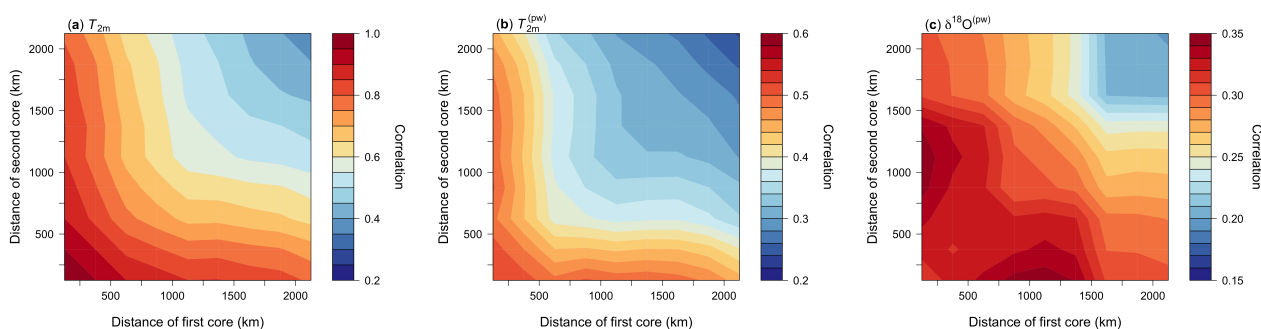 (a) T2m
2000
1500
1000
500
500 1000 1500 2000
Distance of first core (km)
Distance of second core (km)
1.0
0.8
0.6
0.4
0.2
Correlation
(b) T2m(pw)
2000
1500
1000
500
500 1000 1500 2000
Distance of first core (km)
Distance of second core (km)
0.6
0.5
0.4
0.3
0.2
Correlation
(c) δ18O(pw)
2000
1500
1000
500
500 1000 1500 2000
Distance of first core (km)
Distance of second core (km)
0.35
0.30
0.25
0.20
0.15
Correlation